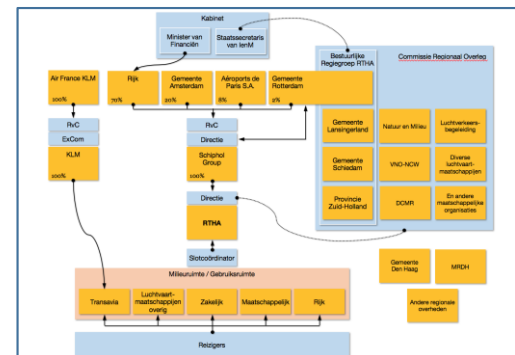 Kabinet
Minister van
Financiën
Staatssecretaris
van IenM
Bestuurlijke
Regiegroep RTHA
Commissie Regionaal Overleg
Air France KLM
100%
Rijk
70%
Gemeente
Amsterdam
20%
Aéroports de
Paris S.A.
8%
Gemeente
Rotterdam
2%
RvC
ExCom
KLM
100%
RvC
Directie
Schiphol
Group
100%
Directie
RTHA
Slotcoördinator
Gemeente
Lansingerland
Natuur en Milieu
Luchtverkeers-
begeleiding
Gemeente
Schiedam
VNO-NCW
Diverse
luchtvaart-
maatschappijen
Provincie
Zuid-Holland
DCMR
En andere
maatschappelijke
organisaties
Gemeente
Den Haag
MRDH
Andere regionale
overheden
Milieuruimte / Gebruiksruimte
Transavia
Luchtvaart-
maatschappijen
overig
Zakelijk
Maatschappelijk
Rijk
Reizigers